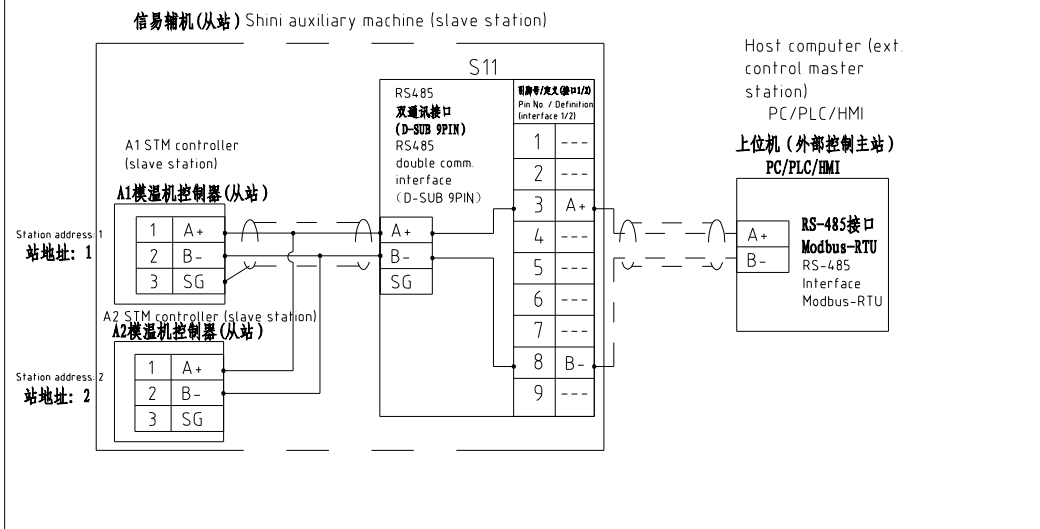 信易辅机(从站) Shini auxiliary machine (slave station)
Host computer (ext.
control master
station)
PC/PLC/HMI
上位机（外部控制主站）
PC/PLC/HMI
S11
RS485
双通讯接口
(D-SUB 9PIN)
RS485
double comm.
interface
（D-SUB 9PIN）
引脚号/定义(接口1/2)
Pin No. / Definition
(interface 1/2)
1 ---
2 ---
3 A+
4 ---
5 ---
6 ---
7 ---
8 B-
9 ---
A1 STM controller
(slave station)
A1模温机控制器(从站)
Station address: 1
站地址: 1
1 A+
2 B-
3 SG
A+
B-
SG
A+
B-
RS-485接口
Modbus-RTU
RS-485
Interface
Modbus-RTU
A2 STM controller (slave station)
A2模温机控制器(从站)
Station address: 2
站地址: 2
1 A+
2 B-
3 SG